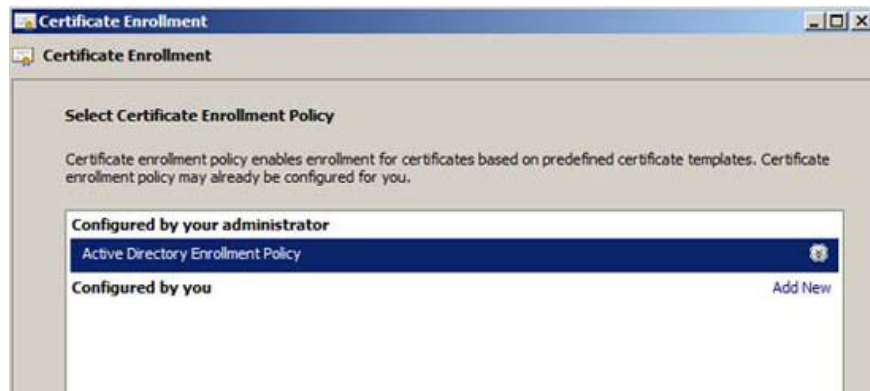 Certificate Enrollment
Certificate Enrollment
Select Certificate Enrollment Policy
Certificate enrollment policy enables enrollment for certificates based on predefined certificate templates. Certificate
enrollment policy may already be configured for you.
Configured by your administrator
Active Directory Enrollment Policy
Configured by you Add New